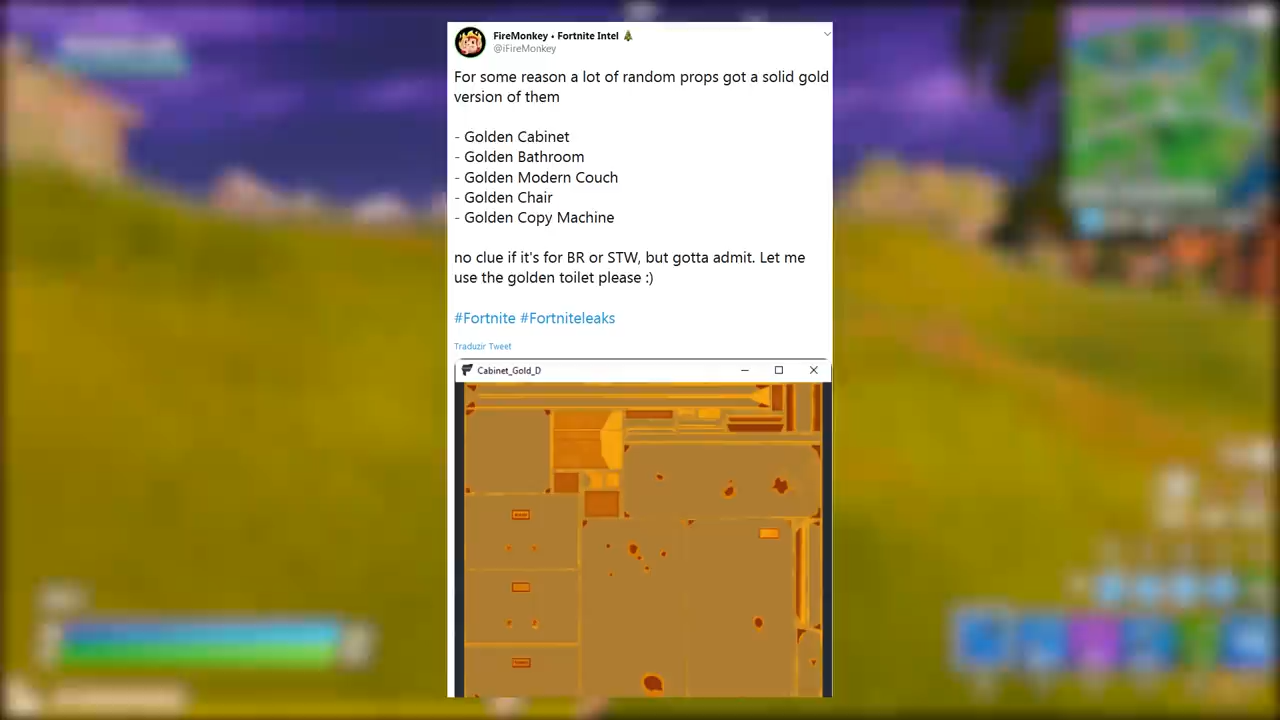 FireMonkey • Fortnite Intel 🎄
@iFireMonkey
For some reason a lot of random props got a solid gold
version of them
- Golden Cabinet
- Golden Bathroom
- Golden Modern Couch
- Golden Chair
- Golden Copy Machine
no clue if it's for BR or STW, but gotta admit. Let me
use the golden toilet please :)
#Fortnite #Fortniteleaks
Traduzir Tweet
Cabinet_Gold_D